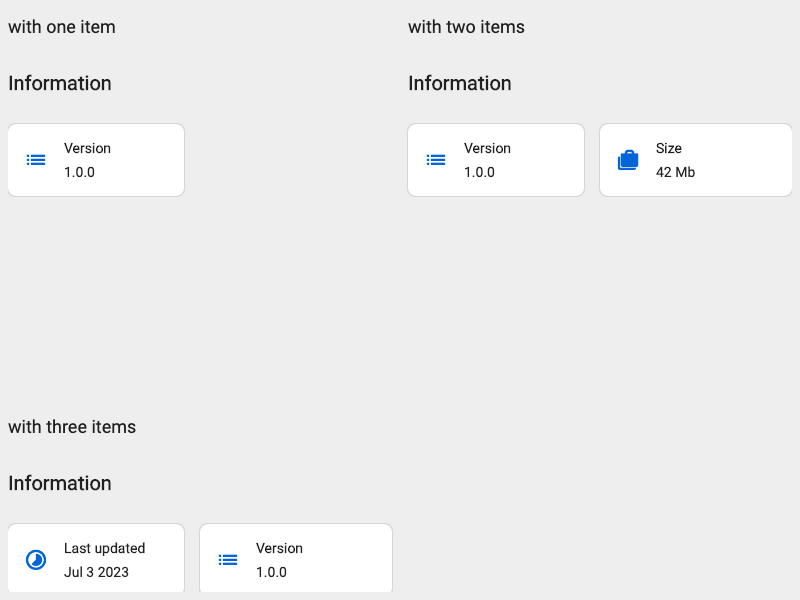 with one item
Information
Version
1.0.0
with two items
Information
Version
1.0.0
Size
42 Mb
with three items
Information
Last updated
Jul 3 2023
Version
1.0.0